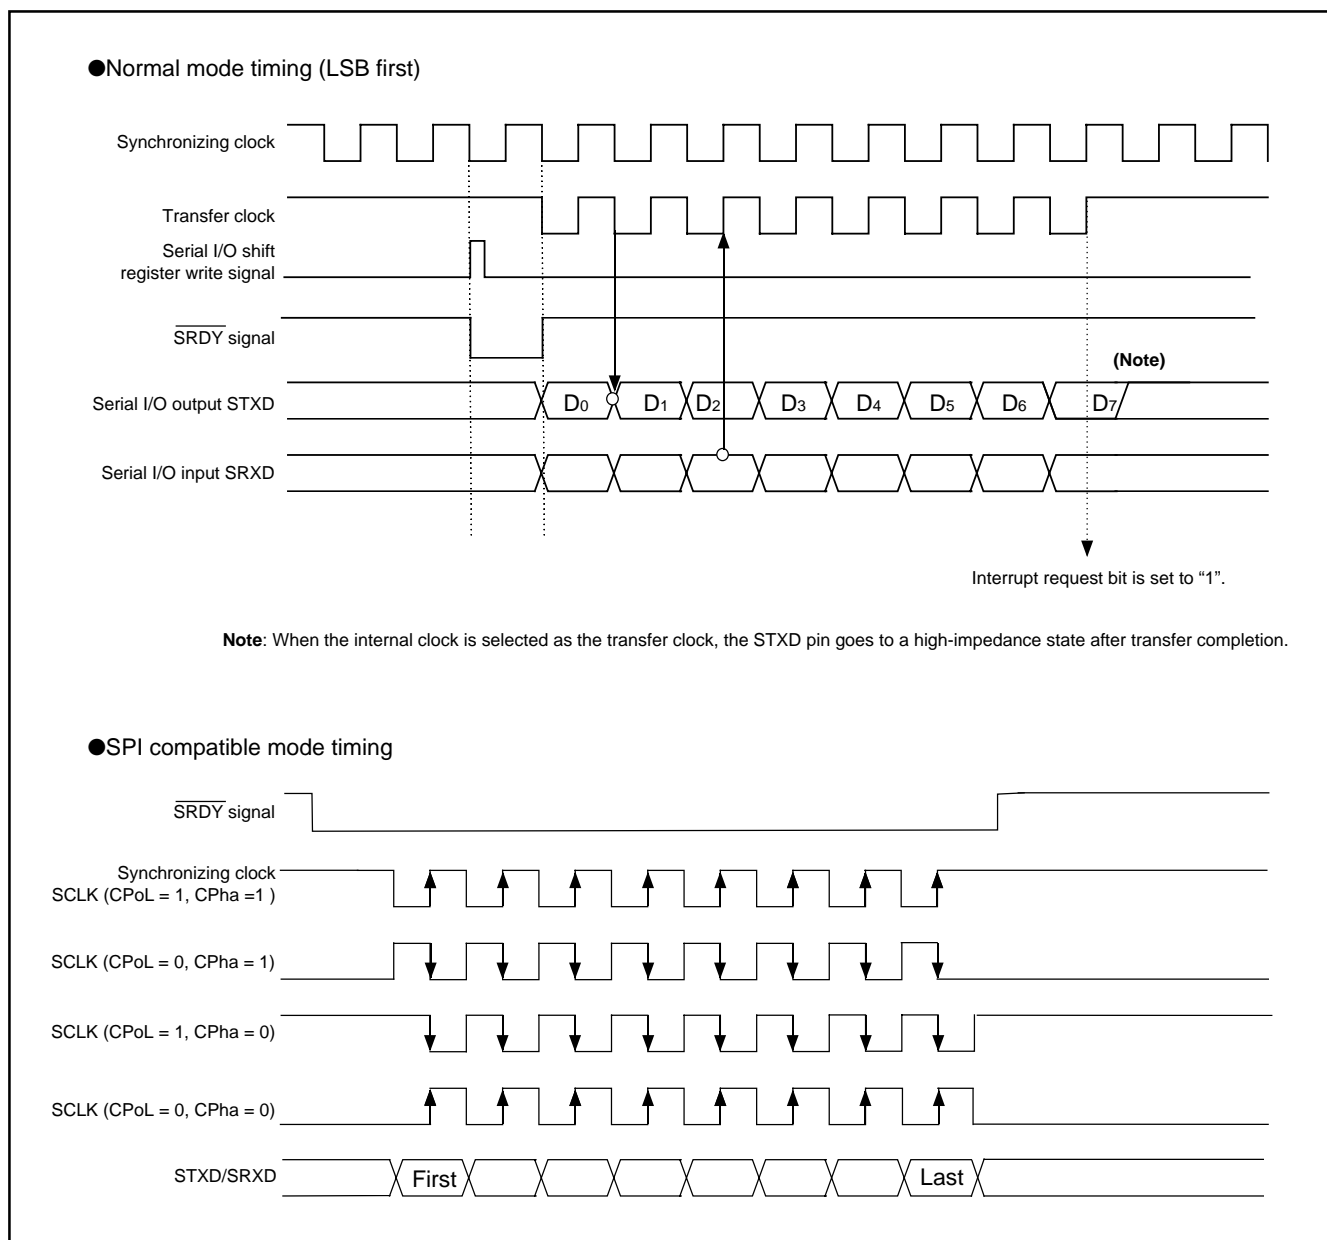 ●Normal mode timing (LSB first)
Synchronizing clock
Transfer clock
Serial I/O shift
register write signal
SRDY signal
(Note)
Serial I/O output STXD
D0 D1 D2 D3 D4 D5 D6 D7
Serial I/O input SRXD
Interrupt request bit is set to “1”.
Note: When the internal clock is selected as the transfer clock, the STXD pin goes to a high-impedance state after transfer completion.
●SPI compatible mode timing
SRDY signal
Synchronizing clock
SCLK (CPoL = 1, CPha =1 )
SCLK (CPoL = 0, CPha = 1)
SCLK (CPoL = 1, CPha = 0)
SCLK (CPoL = 0, CPha = 0)
STXD/SRXD
First
Last